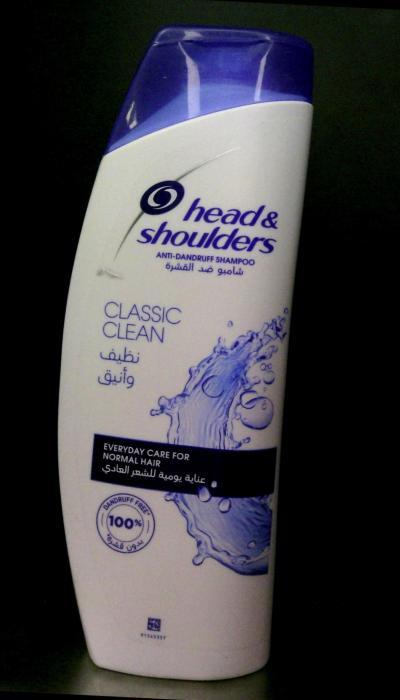 head &
shoulders
ANTI-DANDRUFF SHAMPOO
شامبو ضد القشرة
CLASSIC
CLEAN
نظيف
وأنيق
EVERYDAY CARE FOR
NORMAL HAIR
عناية يومية للشعر العادي
DANDRUFF FREE*
100%
بدون قشرة*